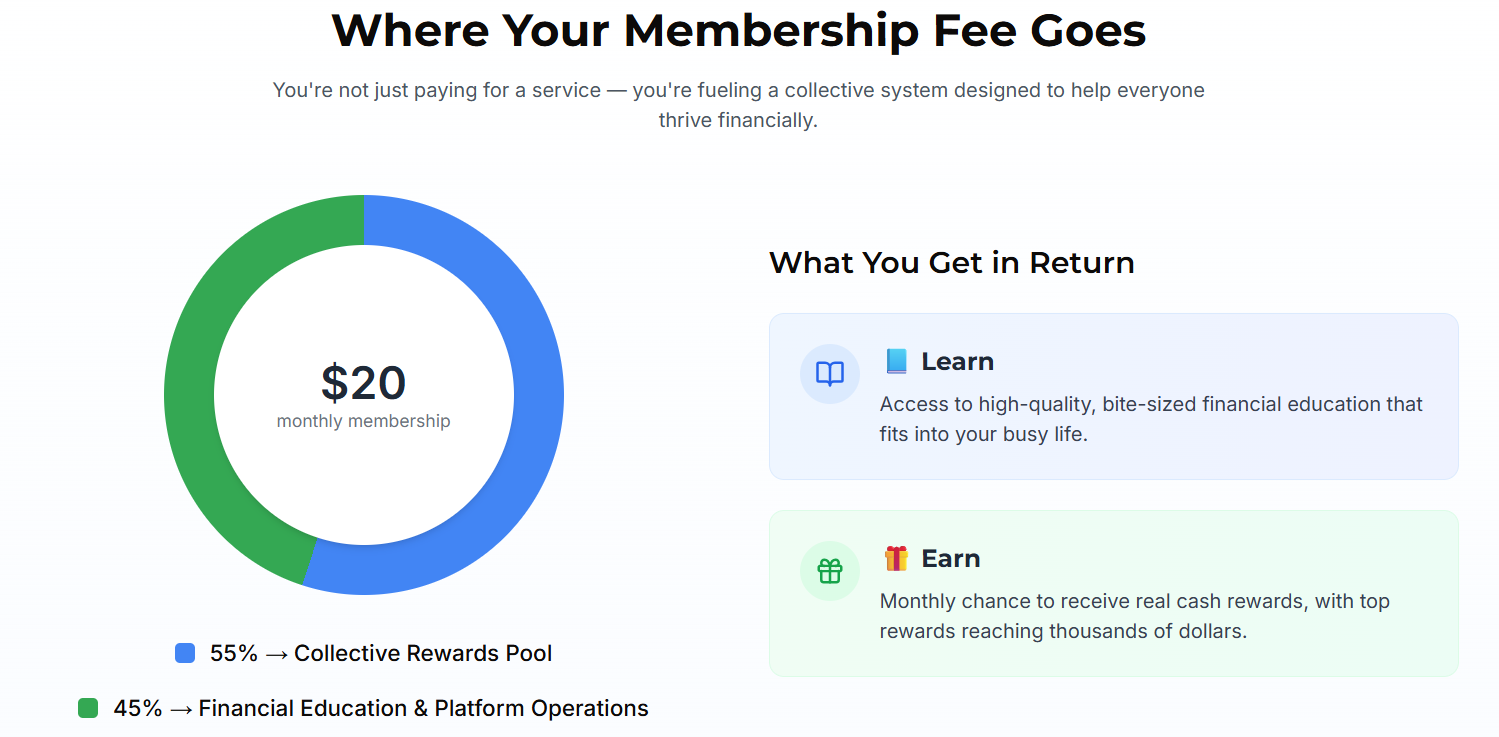 Where Your Membership Fee Goes
You're not just paying for a service — you're fueling a collective system designed to help everyone
thrive financially.
$20
monthly membership
55% → Collective Rewards Pool
45% → Financial Education & Platform Operations
What You Get in Return
📘 Learn
Access to high-quality, bite-sized financial education that
fits into your busy life.
🎁 Earn
Monthly chance to receive real cash rewards, with top
rewards reaching thousands of dollars.